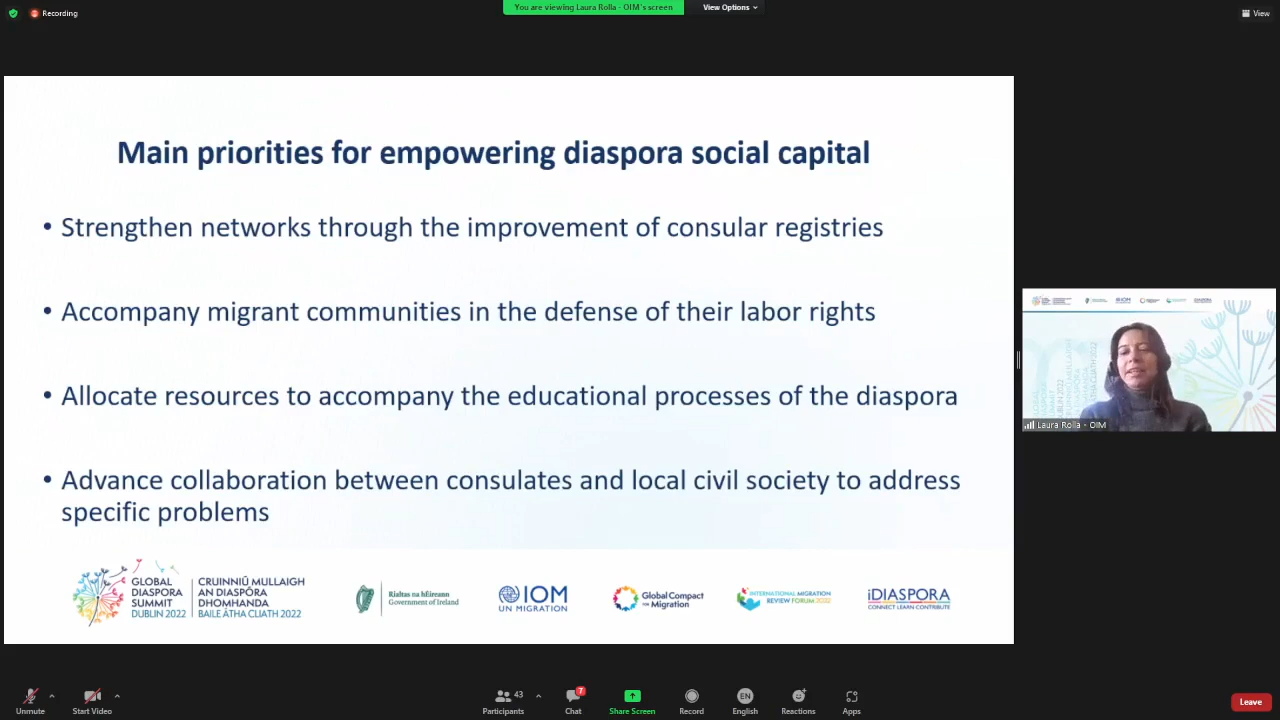 Recording
You are viewing Laura Rolla - OIM's screen
View Options
View
Main priorities for empowering diaspora social capital
• Strengthen networks through the improvement of consular registries
• Accompany migrant communities in the defense of their labor rights
• Allocate resources to accompany the educational processes of the diaspora
• Advance collaboration between consulates and local civil society to address
specific problems
GLOBAL
DIASPORA
SUMMIT
DUBLIN 2022
CRUINNIÚ MULLAIGH
AN DIASPÓRA
DHOMHANDA
BAILE ÁTHA CLIATH 2022
Rialtas na hÉireann
Government of Ireland
IOM
UN MIGRATION
Global Compact
for Migration
INTERNATIONAL MIGRATION
REVIEW FORUM 2022
iDIASPORA
CONNECT LEARN CONTRIBUTE
IOM
Laura Rolla - OIM
Unmute
Start Video
43
Participants
7
Chat
Share Screen
Record
EN
English
Reactions
Apps
Leave